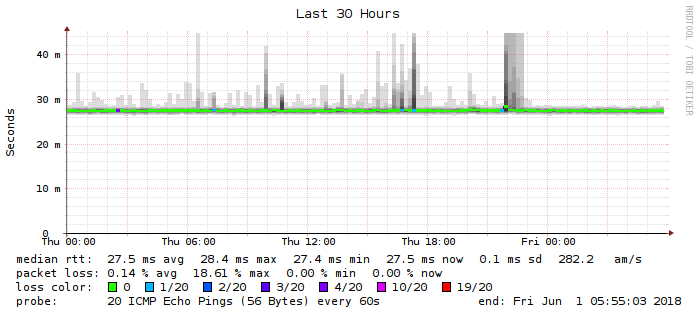 Last 30 Hours
RRDTOOL / TOBI OETIKER
Seconds
40 m
30 m
20 m
10 m
0
Thu 00:00 Thu 06:00 Thu 12:00 Thu 18:00 Fri 00:00
median rtt: 27.5 ms avg 28.4 ms max 27.4 ms min 27.5 ms now 0.1 ms sd 282.2 am/s
packet loss: 0.14 % avg 18.61 % max 0.00 % min 0.00 % now
loss color: 0 1/20 2/20 3/20 4/20 10/20 19/20
probe: 20 ICMP Echo Pings (56 Bytes) every 60s end: Fri Jun 1 05:55:03 2018